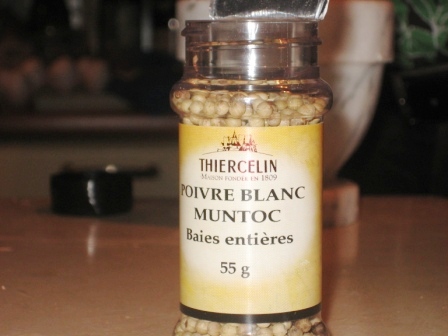 THIERCELIN
MAISON FONDÉE EN 1809
POIVRE BLANC
MUNTOC
Baies entières
55 g